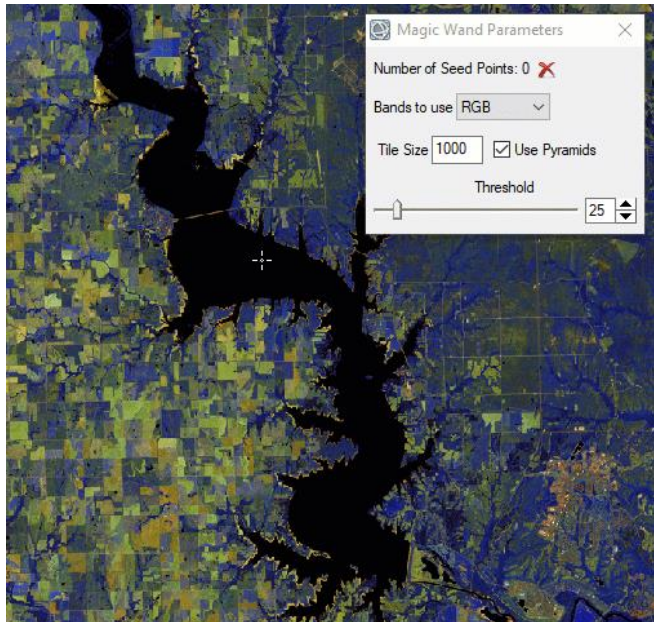 Magic Wand Parameters
Number of Seed Points: 0
Bands to use RGB
Tile Size 1000 Use Pyramids
Threshold
25